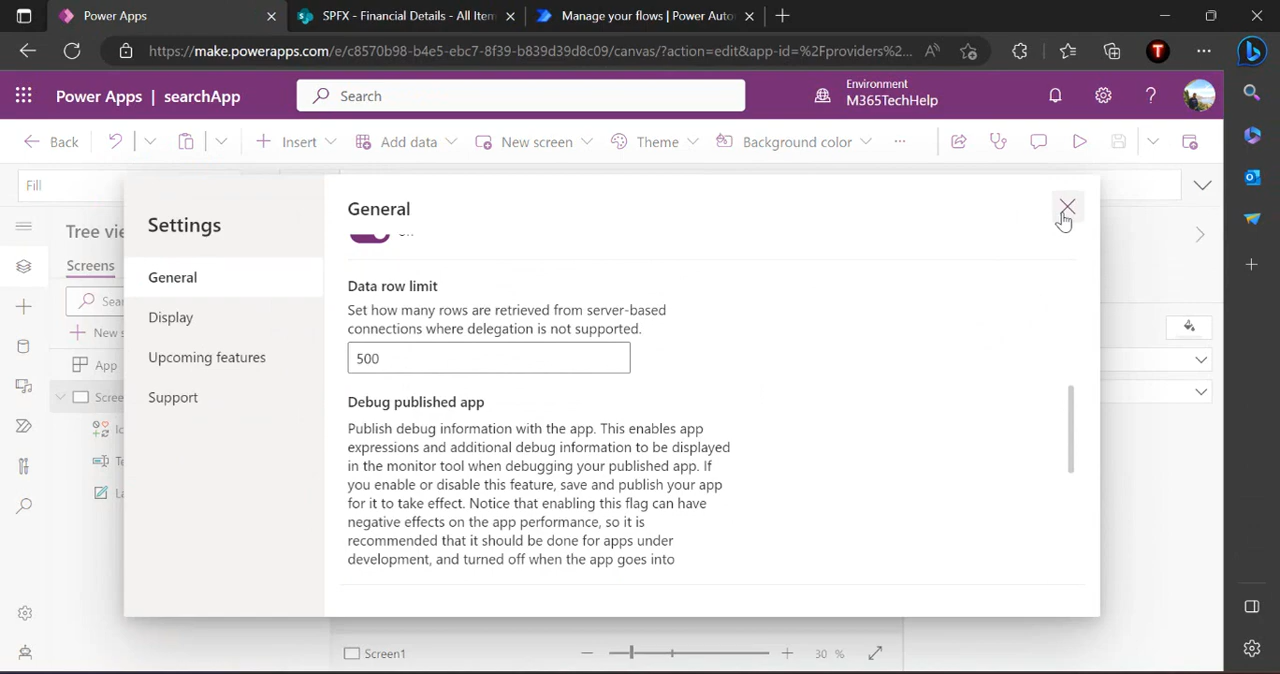 Power Apps
SPFX - Financial Details - All Item
Manage your flows | Power Auto
https://make.powerapps.com/e/c8570b98-b4e5-ebc7-8f39-b839d39d8c09/canvas/?action=edit&app-id=%2Fproviders%2...
Power Apps | searchApp
Search
Environment
M365TechHelp
Back
Insert
Add data
New screen
Theme
Background color
Fill
Settings
General
Tree vie
Screens
Sear
New s
App
Scree
Ic
Te
La
General
Display
Upcoming features
Support
Data row limit
Set how many rows are retrieved from server-based
connections where delegation is not supported.
500
Debug published app
Publish debug information with the app. This enables app
expressions and additional debug information to be displayed
in the monitor tool when debugging your published app. If
you enable or disable this feature, save and publish your app
for it to take effect. Notice that enabling this flag can have
negative effects on the app performance, so it is
recommended that it should be done for apps under
development, and turned off when the app goes into
Screen1
30 %